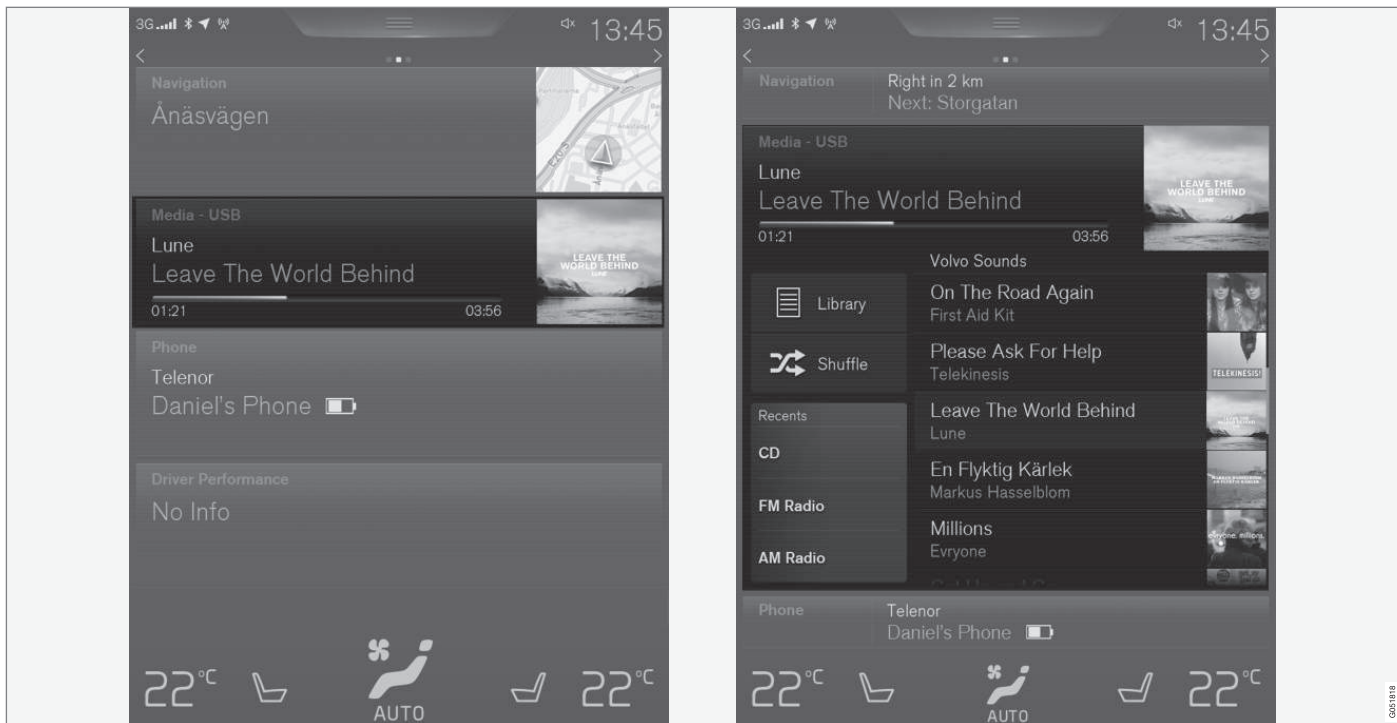 3G
13:45
Navigation
Ånäsvägen
Media - USB
Lune
Leave The World Behind
01:21
03:56
LEAVE THE
WORLD BEHIND
LUNE
Phone
Telenor
Daniel's Phone
Driver Performance
No Info
22°C
AUTO
22°C
3G
13:45
Navigation
Right in 2 km
Next: Storgatan
Media - USB
Lune
Leave The World Behind
01:21
03:56
LEAVE THE
WORLD BEHIND
LUNE
Library
Shuffle
Recents
CD
FM Radio
AM Radio
Volvo Sounds
On The Road Again
First Aid Kit
Please Ask For Help
Telekinesis
TELEKINESIS!
Leave The World Behind
Lune
En Flyktig Kärlek
Markus Hasselblom
Millions
Evryone
evryone. millions.
Phone
Telenor
Daniel's Phone
22°C
AUTO
22°C
G051818